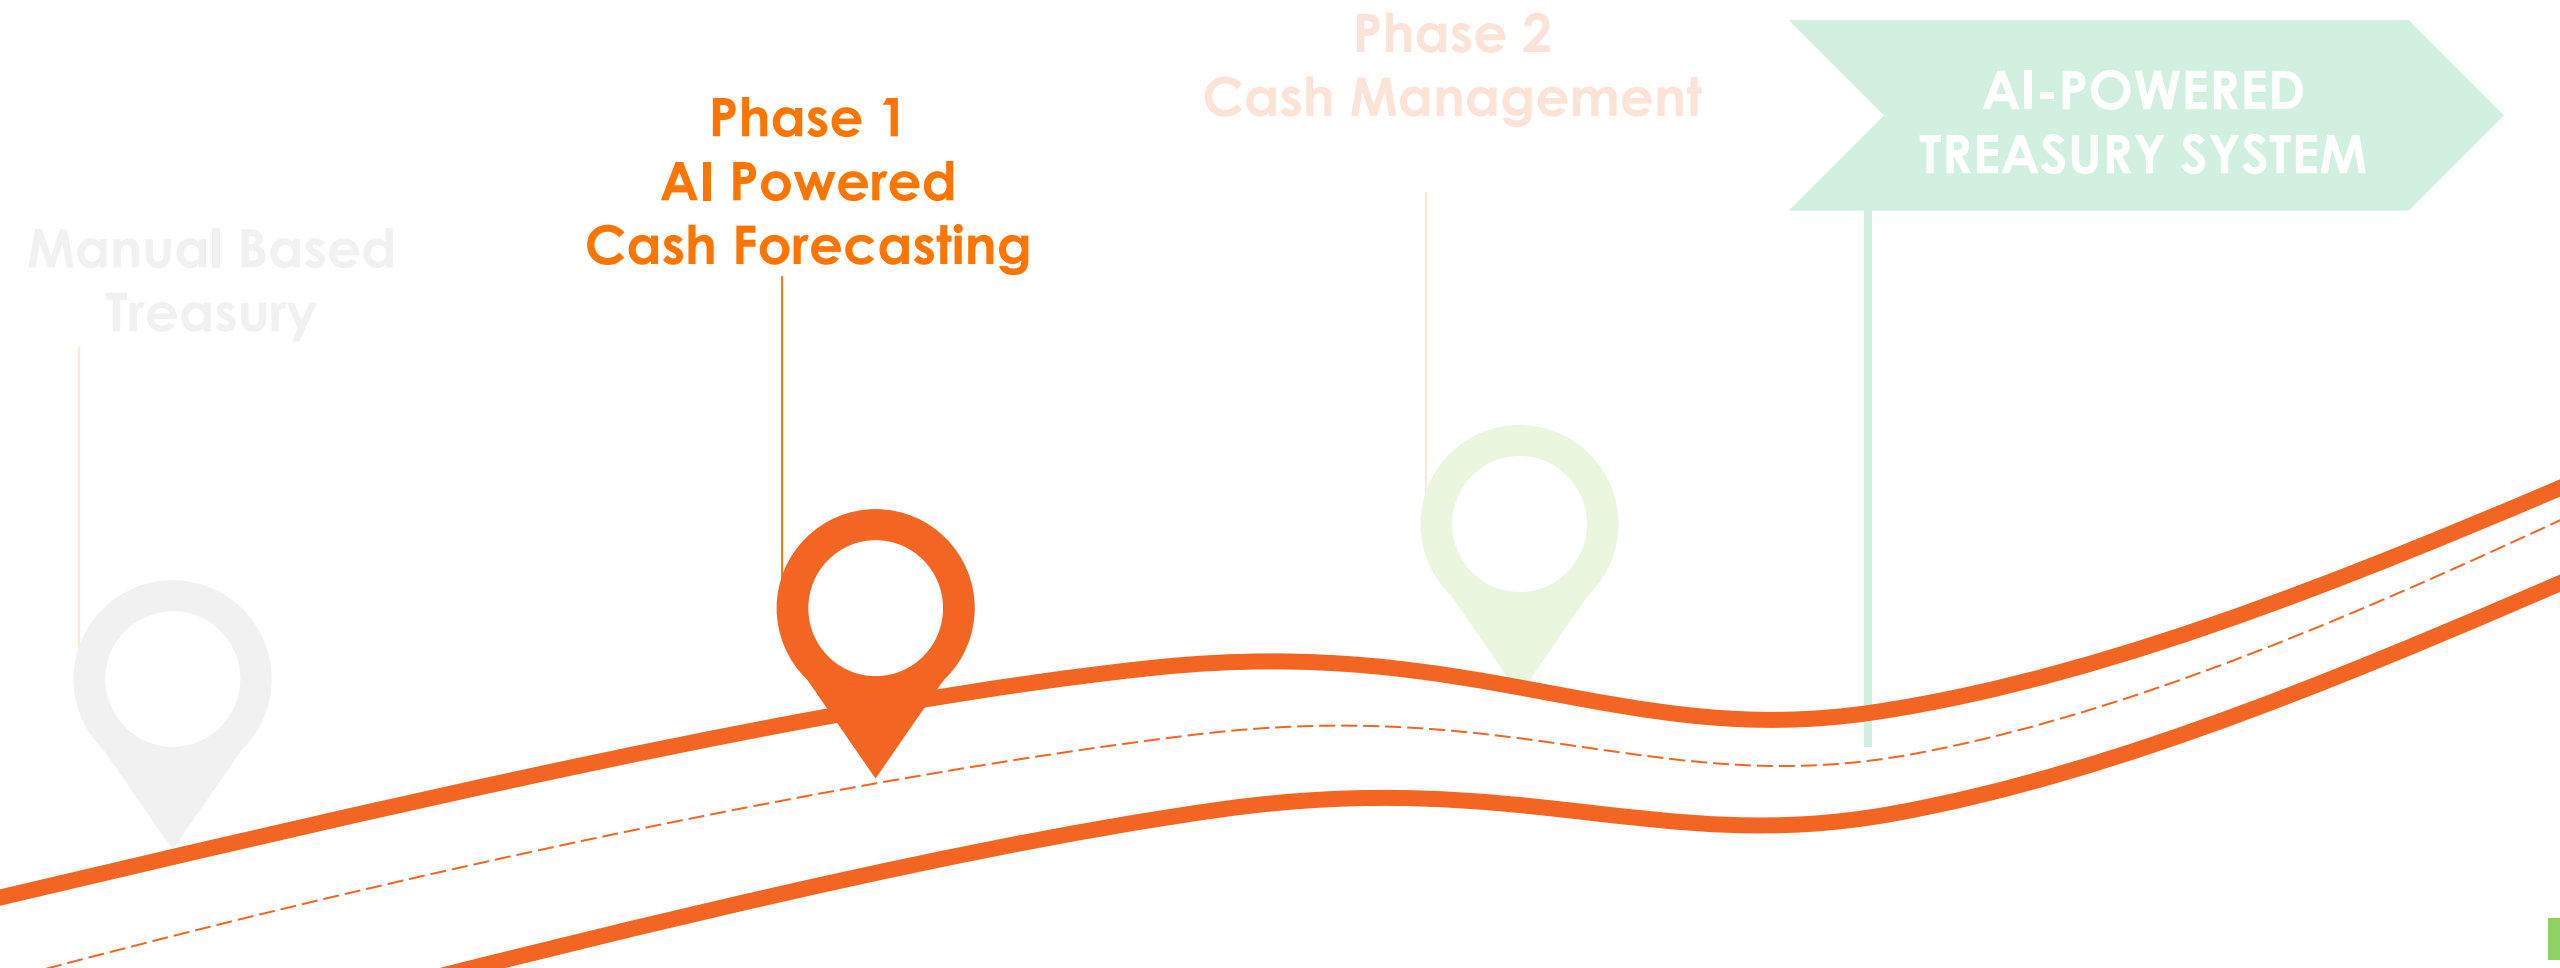 Manual Based
Treasury
Phase 1
AI Powered
Cash Forecasting
Phase 2
Cash Management
AI-POWERED
TREASURY SYSTEM